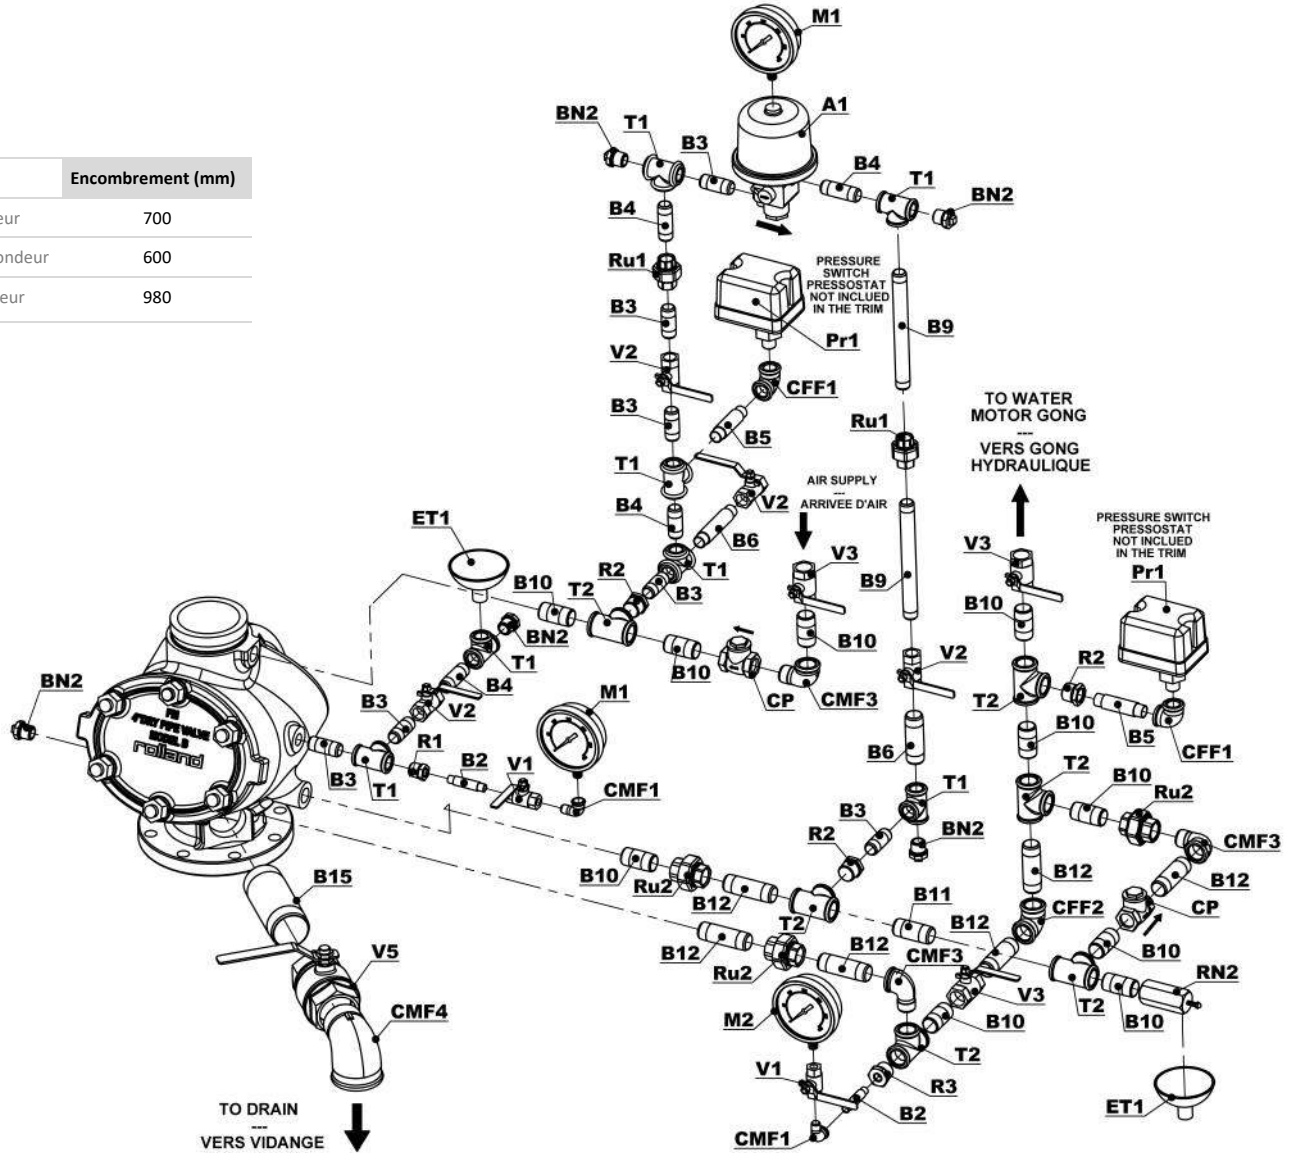 M1
A1
BN2
T1
B3
B4
T1
BN2
Encombrement (mm)
eur
700
ondeur
600
eur
980
B4
Ru1
PRESSURE
SWITCH
PRESSOSTAT
NOT INCLUED
IN THE TRIM
B3
B9
Pr1
V2
CFF1
B3
B5
Ru1
TO WATER
MOTOR GONG
---
VERS GONG
HYDRAULIQUE
T1
V2
AIR SUPPLY
---
ARRIVEE D'AIR
B4
B6
ET1
PRESSURE SWITCH
PRESSOSTAT
NOT INCLUED
IN THE TRIM
V3
V3
Pr1
T1
R2
B3
B9
B10
T2
B10
B10
BN2
T1
B10
V2
R2
B4
CP
CMF3
T2
B5
CFF1
BN2
M1
B3
V2
4" DRY PIPE VALVE
MODEL B
rolland
R1
B2
V1
B3
T1
CMF1
B6
B10
T2
B10
Ru2
T1
CMF3
B3
BN2
R2
B10
Ru2
B12
T2
B11
B12
B12
CFF2
CP
B15
B12
B12
B12
Ru2
CMF3
B10
RN2
V5
V3
T2
B10
CMF4
M2
B10
T2
V1
R3
B2
CMF1
ET1
TO DRAIN
---
VERS VIDANGE